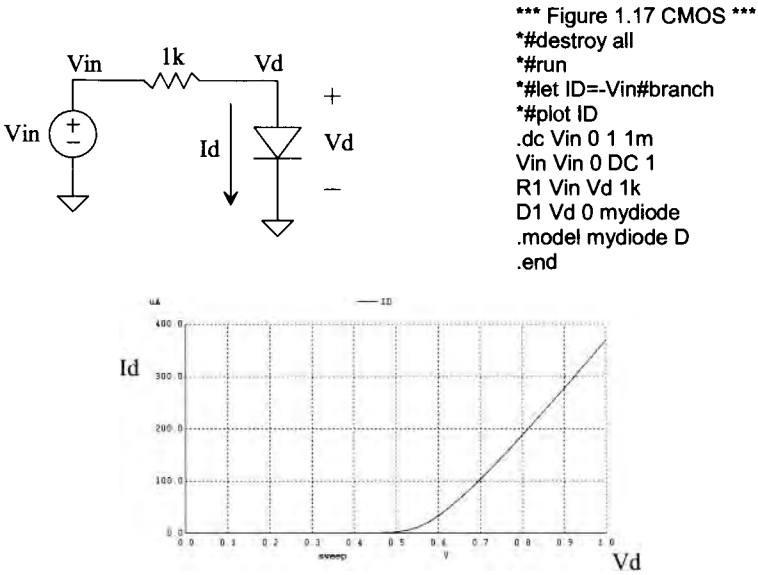 *** Figure 1.17 CMOS ***
*#destroy all
*#run
*#let ID=-Vin#branch
*#plot ID
.dc Vin 0 1 1m
Vin Vin 0 DC 1
R1 Vin Vd 1k
D1 Vd 0 mydiode
.model mydiode D
.end
Vin 1k Vd
Vin
+
−
Id
+
Vd
−
uA
ID
Id
400.0
300.0
200.0
100.0
0.0
0.0 0.1 0.2 0.3 0.4 0.5 0.6 0.7 0.8 0.9 1.0
sweep V
Vd